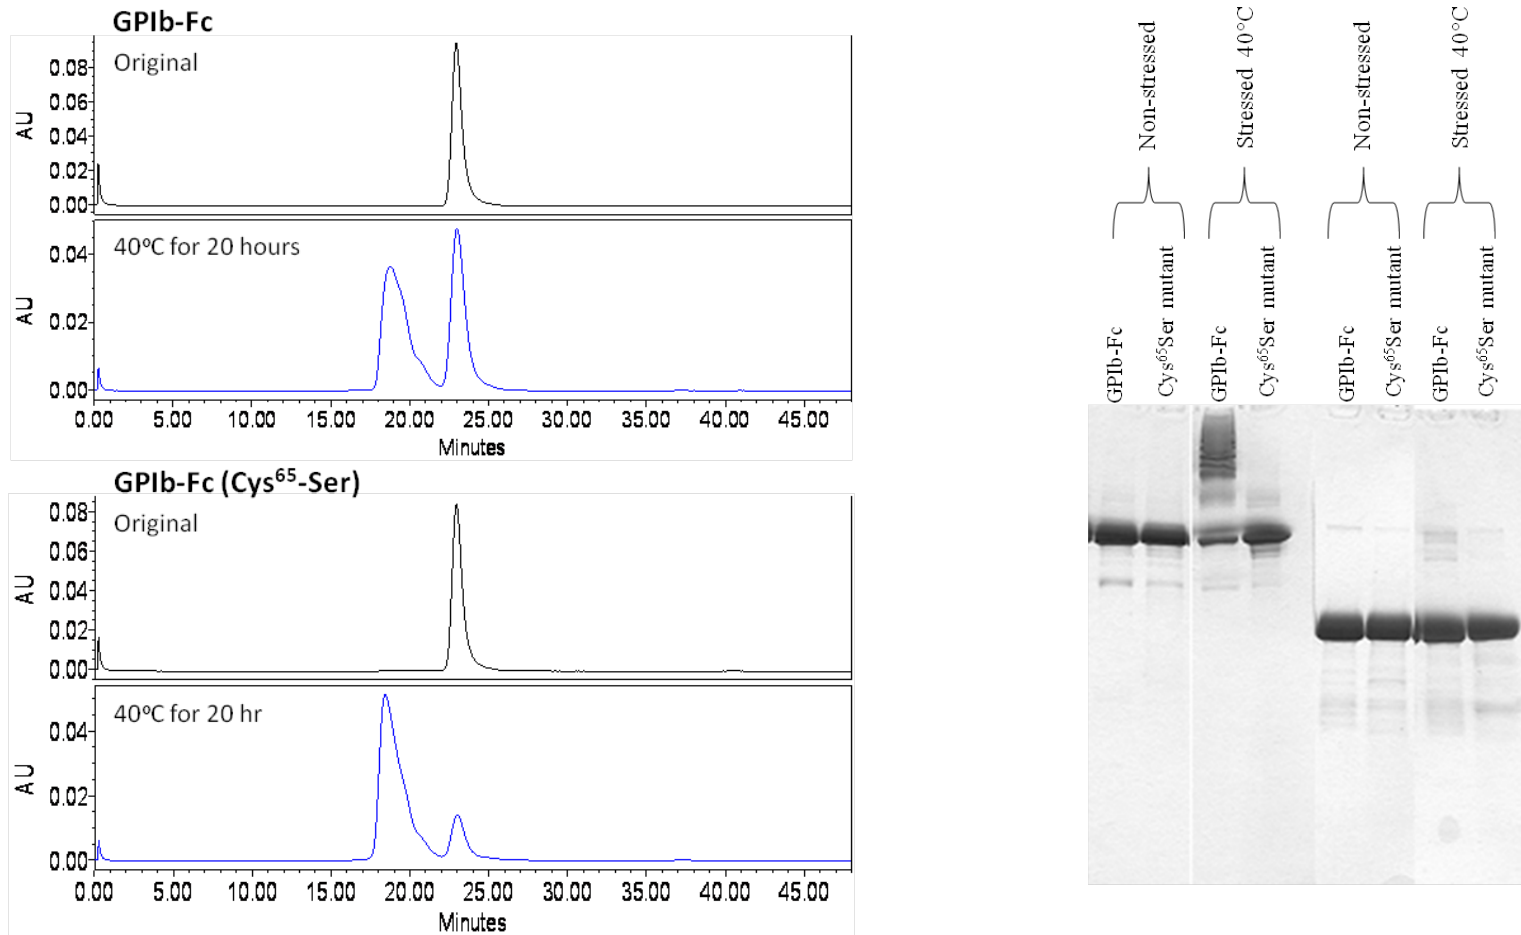 GPIb-Fc
Original
0.08
0.06
AU
0.04
0.02
0.00
40ºC for 20 hours
0.04
AU
0.02
0.00
0.00 5.00 10.00 15.00 20.00 25.00 30.00 35.00 40.00 45.00
Minutes
GPIb-Fc (Cys65-Ser)
Original
0.08
0.06
AU
0.04
0.02
0.00
40ºC for 20 hr
0.04
AU
0.02
0.00
0.00 5.00 10.00 15.00 20.00 25.00 30.00 35.00 40.00 45.00
Minutes
Non-stressed
Stressed 40°C
Non-stressed
Stressed 40°C
GPIb-Fc
Cys65Ser mutant
GPIb-Fc
Cys65Ser mutant
GPIb-Fc
Cys65Ser mutant
GPIb-Fc
Cys65Ser mutant